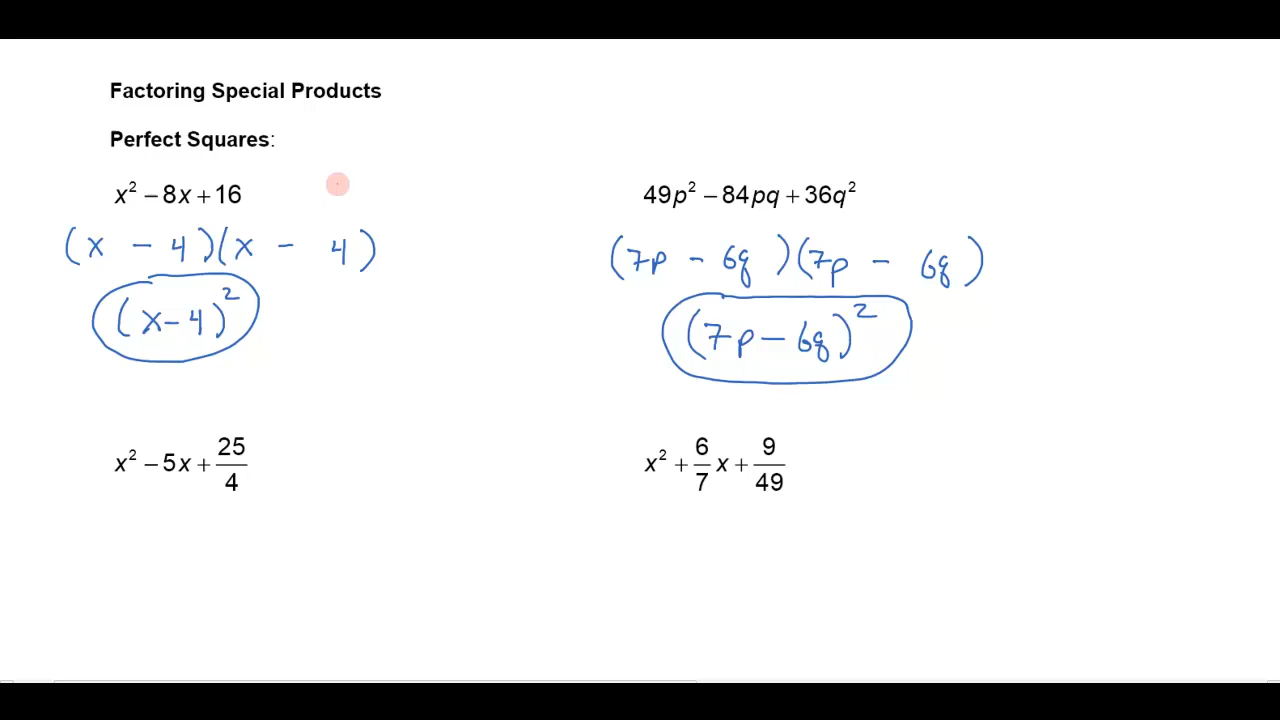 Factoring Special Products
Perfect Squares:
x² − 8x + 16
(x − 4)(x − 4)
(x − 4)²
49p² − 84pq + 36q²
(7p − 6q)(7p − 6q)
(7p − 6q)²
x² − 5x + 25/4
x² + 6/7 x + 9/49